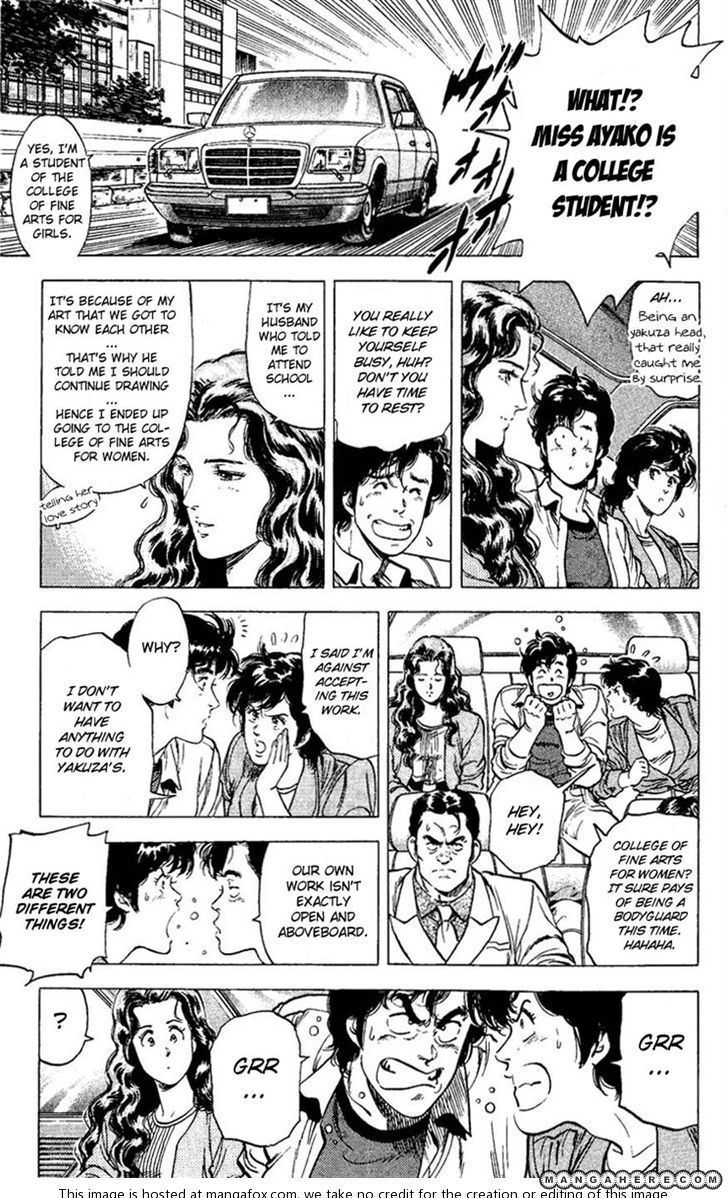 WHAT!?
MISS AYAKO IS
A COLLEGE
STUDENT!?
YES, I'M
A STUDENT
OF THE
COLLEGE
OF FINE
ARTS FOR
GIRLS.
AH...
Being an
yakuza head,
that really
caught me
By surprise
YOU REALLY
LIKE TO KEEP
YOURSELF
BUSY, HUH?
DON'T YOU
HAVE TIME
TO REST?
IT'S MY
HUSBAND
WHO TOLD
ME TO
ATTEND
SCHOOL
...
IT'S BECAUSE OF MY
ART THAT WE GOT TO
KNOW EACH OTHER
...
THAT'S WHY HE
TOLD ME I SHOULD
CONTINUE DRAWING
...
HENCE I ENDED UP
GOING TO THE COL-
LEGE OF FINE ARTS
FOR WOMEN.
telling her
love story
COLLEGE OF
FINE ARTS
FOR WOMEN?
IT SURE PAYS
OF BEING A
BODYGUARD
THIS TIME.
HAHAHA.
HEY,
HEY!
I SAID I'M
AGAINST
ACCEPT-
ING THIS
WORK.
WHY?
I DON'T
WANT TO
HAVE
ANYTHING
TO DO WITH
YAKUZA'S.
OUR OWN
WORK ISN'T
EXACTLY
OPEN AND
ABOVEBOARD.
THESE
ARE TWO
DIFFERENT
THINGS!
GRR
...
GRR
...
?
MANGAHERE.COM
This image is hosted at mangafox.com. we take no credit for the creation or editing of this image.